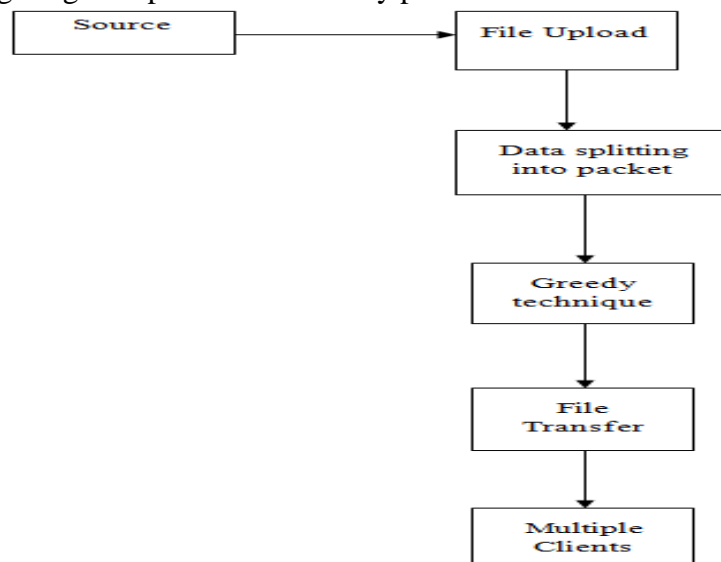 Source
File Upload
Data splitting
into packet
Greedy
technique
File
Transfer
Multiple
Clients